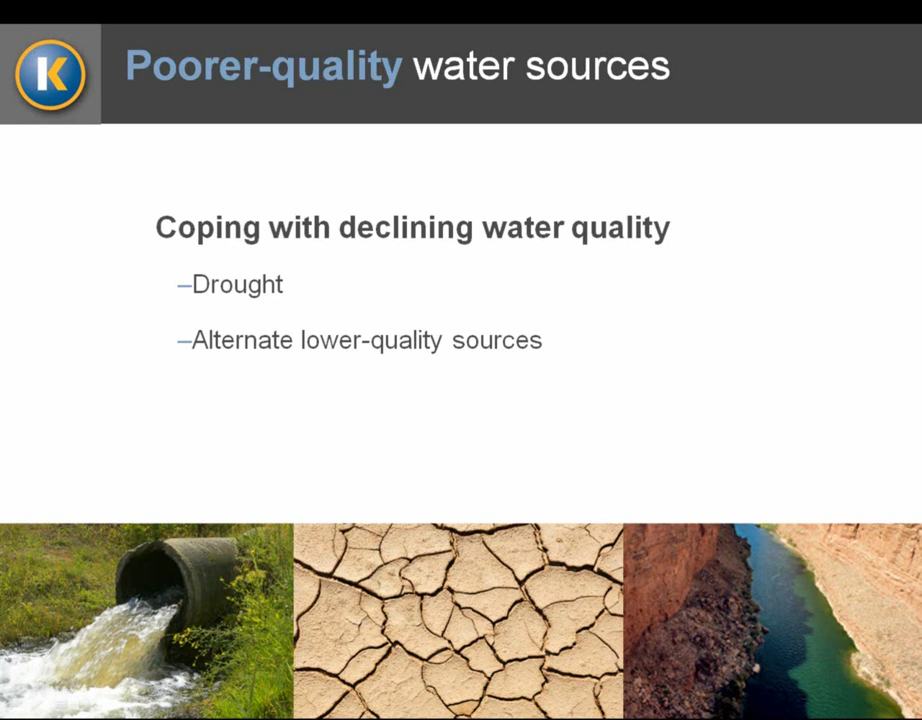 K
Poorer-quality water sources
Coping with declining water quality
–Drought
–Alternate lower-quality sources